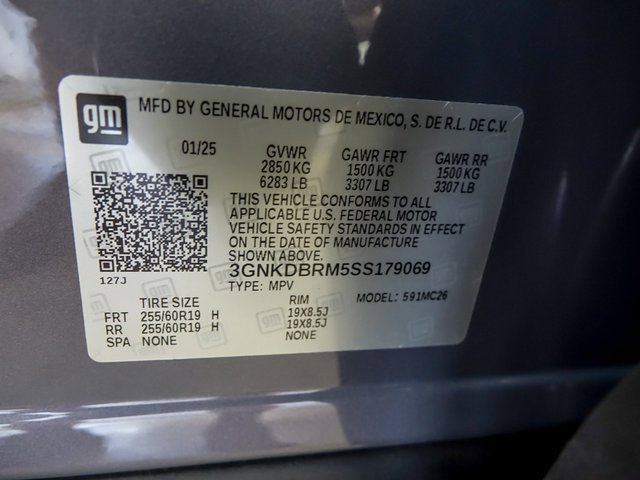 gm
MFD BY GENERAL MOTORS DE MEXICO, S. DE R.L. DE C.V.
01/25 GVWR GAWR FRT GAWR RR
2850 KG 1500 KG 1500 KG
6283 LB 3307 LB 3307 LB
THIS VEHICLE CONFORMS TO ALL
APPLICABLE U.S. FEDERAL MOTOR
VEHICLE SAFETY STANDARDS IN EFFECT
ON THE DATE OF MANUFACTURE
SHOWN ABOVE.
3GNKDBRM5SS179069
127J TYPE: MPV MODEL: 591MC26
TIRE SIZE RIM
FRT 255/60R19 H 19X8.5J
RR 255/60R19 H 19X8.5J
SPA NONE NONE